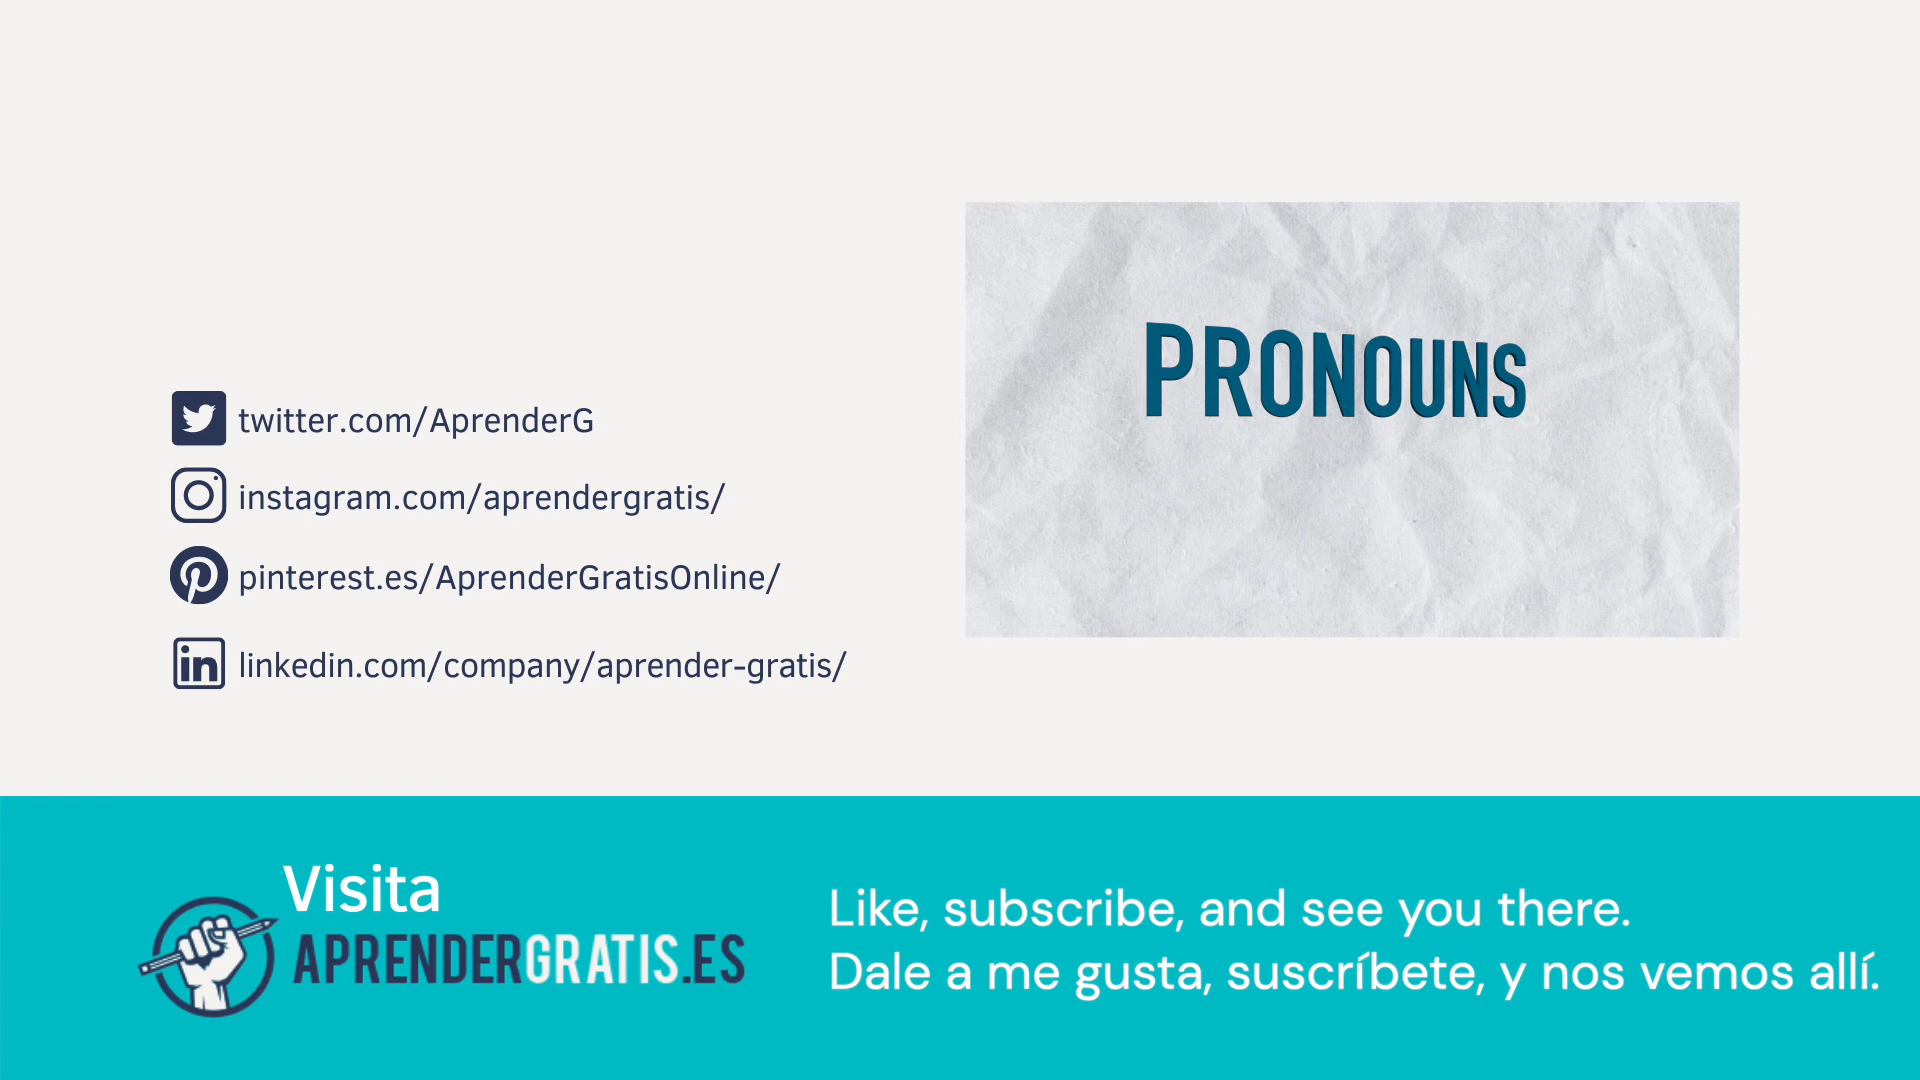 twitter.com/AprenderG
instagram.com/aprendergratis/
pinterest.es/AprenderGratisOnline/
linkedin.com/company/aprender-gratis/
PRONOUNS
Visita
APRENDERGRATIS.ES
Like, subscribe, and see you there.
Dale a me gusta, suscríbete, y nos vemos allí.